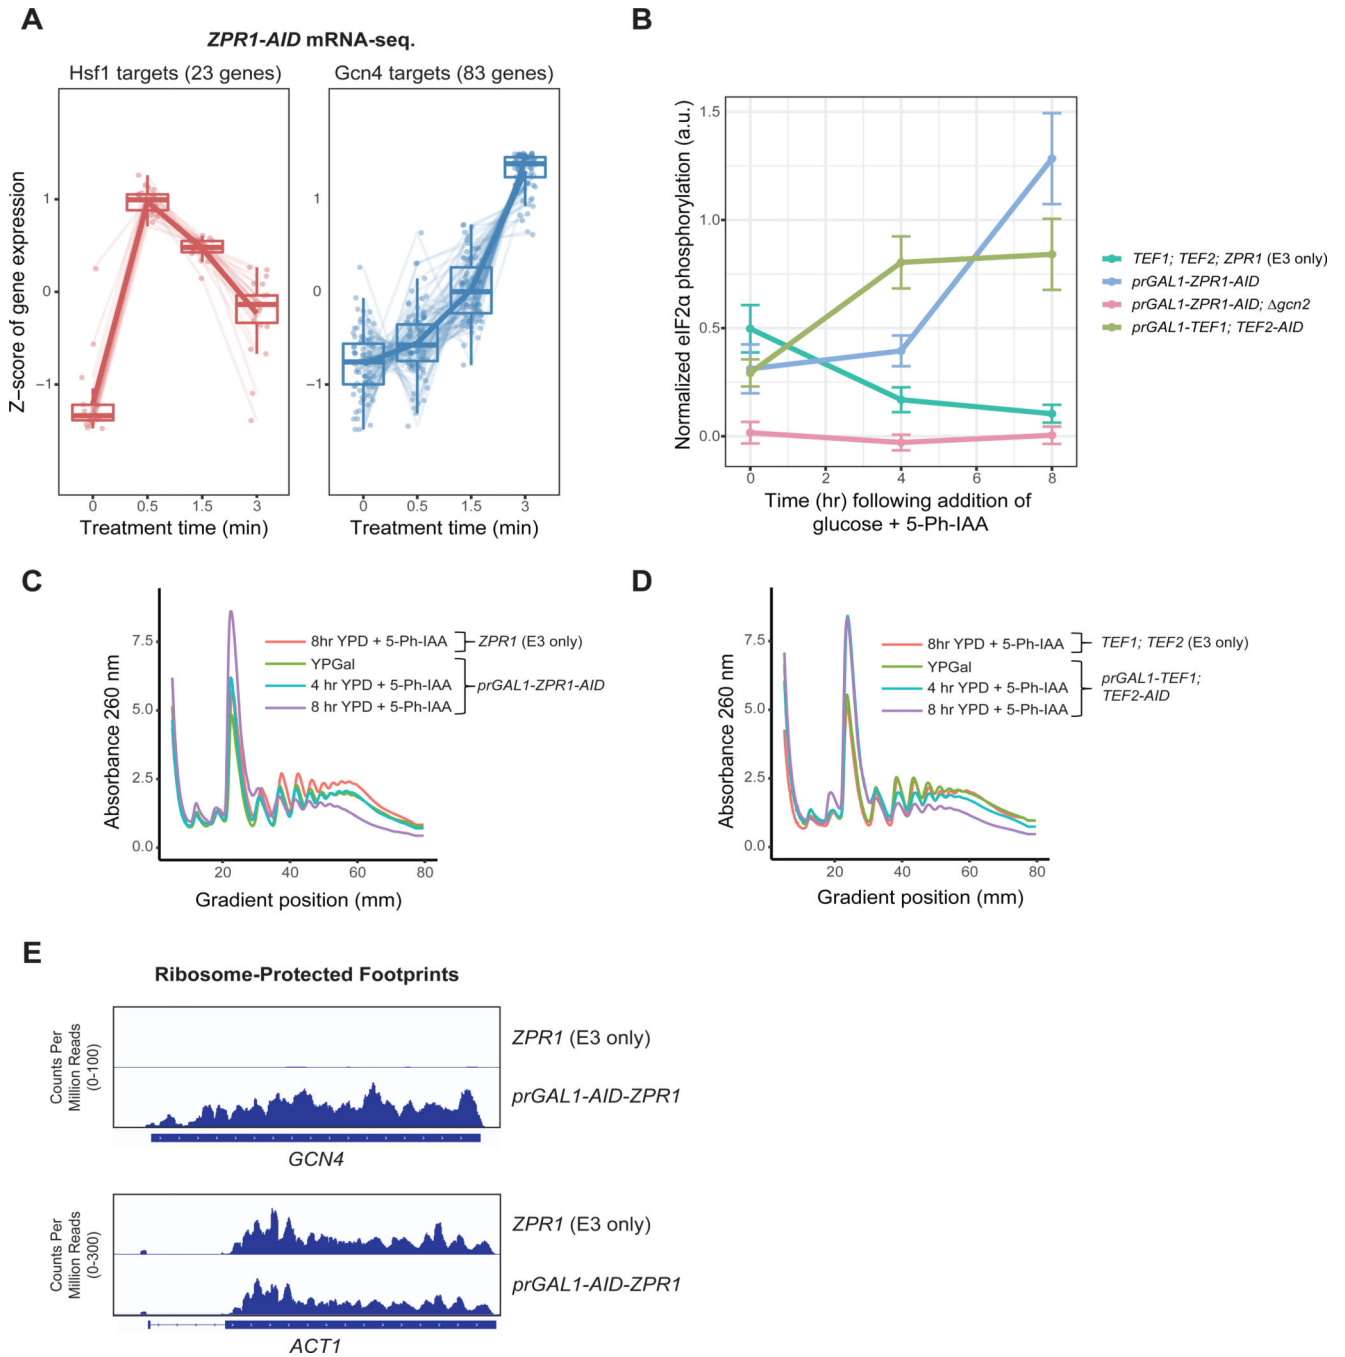 A
ZPR1-AID mRNA-seq.
Hsf1 targets (23 genes)
Gcn4 targets (83 genes)
Z-score of gene expression
1
0
−1
1
0
−1
0
0.5
1.5
3
0
0.5
1.5
3
Treatment time (min)
Treatment time (min)
B
Normalized eIF2α phosphorylation (a.u.)
1.5
1.0
0.5
0.0
0
2
4
6
8
Time (hr) following addition of
glucose + 5-Ph-IAA
TEF1; TEF2; ZPR1 (E3 only)
prGAL1-ZPR1-AID
prGAL1-ZPR1-AID; Δgcn2
prGAL1-TEF1; TEF2-AID
C
Absorbance 260 nm
7.5
5.0
2.5
0.0
20
40
60
80
Gradient position (mm)
8hr YPD + 5-Ph-IAA
ZPR1 (E3 only)
YPGal
4 hr YPD + 5-Ph-IAA
8 hr YPD + 5-Ph-IAA
prGAL1-ZPR1-AID
D
Absorbance 260 nm
7.5
5.0
2.5
0.0
20
40
60
80
Gradient position (mm)
8hr YPD + 5-Ph-IAA
TEF1; TEF2 (E3 only)
YPGal
4 hr YPD + 5-Ph-IAA
8 hr YPD + 5-Ph-IAA
prGAL1-TEF1;
TEF2-AID
E
Ribosome-Protected Footprints
Counts Per
Million Reads
(0-100)
ZPR1 (E3 only)
prGAL1-AID-ZPR1
GCN4
Counts Per
Million Reads
(0-300)
ZPR1 (E3 only)
prGAL1-AID-ZPR1
ACT1